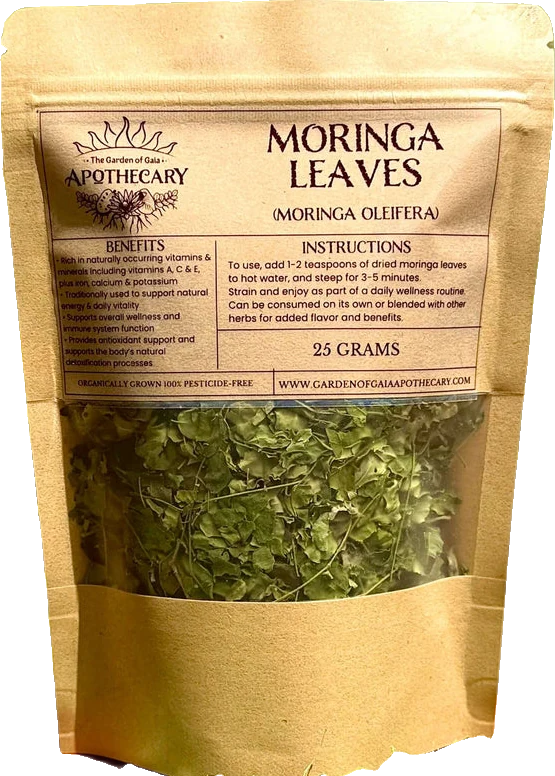 The Garden of Gaia
APOTHECARY
MORINGA
LEAVES
(MORINGA OLEIFERA)
BENEFITS
• Rich in naturally occurring vitamins &
minerals Including vitamins A, C & E,
plus iron, calcium & potassium
• Traditionally used to support natural
energy & daily vitality
• Supports overall wellness and
immune system function
• Provides antioxidant support and
supports the body's natural
detoxification processes.
INSTRUCTIONS
To use, add 1-2 teaspoons of dried moringa leaves
to hot water, and steep for 3-5 minutes.
Strain and enjoy as part of a daily wellness routine.
Can be consumed on its own or blended with other
herbs for added flavor and benefits.
25 GRAMS
ORGANICALLY GROWN 100% PESTICIDE-FREE
WWW.GARDENOFGAIAAPOTHECARY.COM